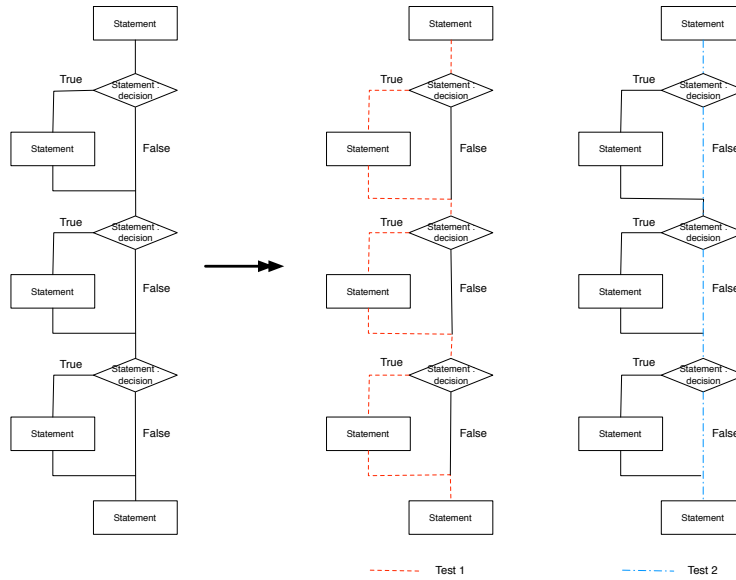 Statement
True
Statement :
decision
Statement
False
True
Statement :
decision
Statement
False
True
Statement :
decision
Statement
False
Statement
Statement
True
Statement :
decision
Statement
False
True
Statement :
decision
Statement
False
True
Statement :
decision
Statement
False
Statement
Statement
True
Statement :
decision
Statement
False
True
Statement :
decision
Statement
False
True
Statement :
decision
Statement
False
Statement
Test 1
Test 2